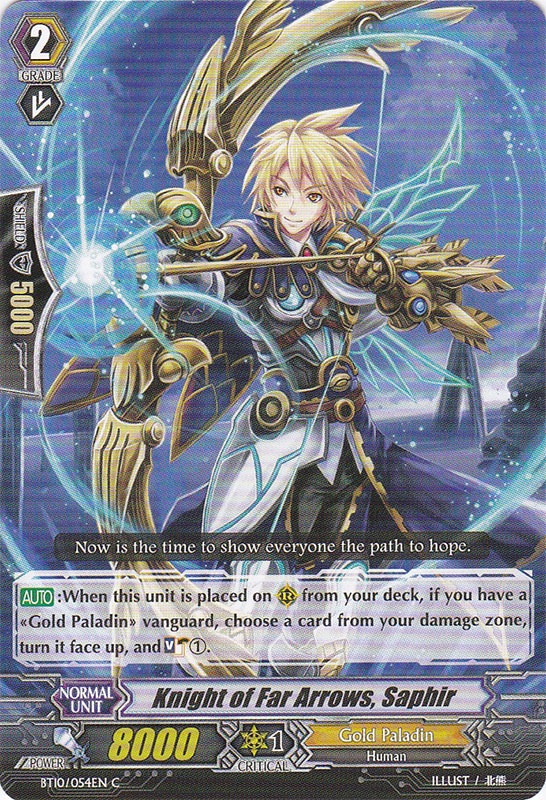 2
GRADE
SHIELD
5000
Now is the time to show everyone the path to hope.
AUTO :When this unit is placed on R from your deck, if you have a
«Gold Paladin» vanguard, choose a card from your damage zone,
turn it face up, and V ①.
NORMAL
UNIT
Knight of Far Arrows, Saphir
POWER
8000
1
CRITICAL
Gold Paladin
Human
BT10/054EN C
ILLUST / 北熊